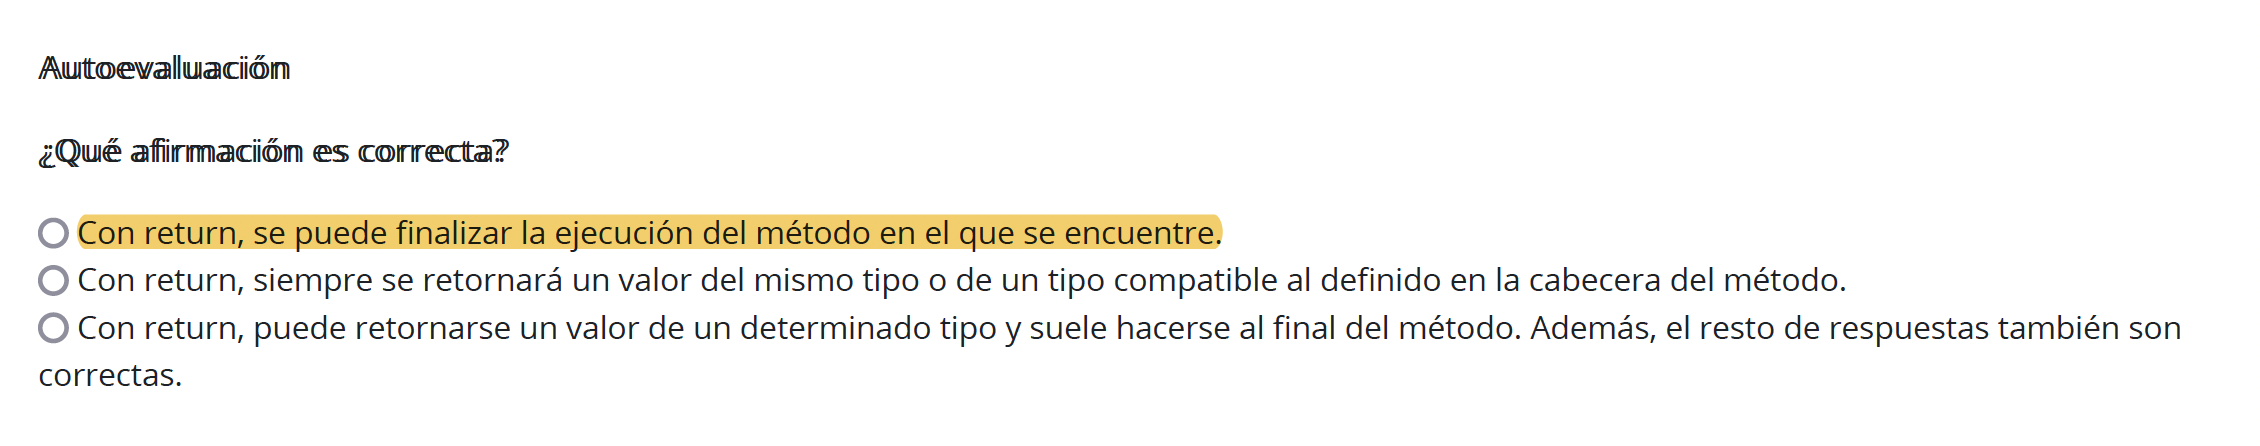 Autoevaluación
¿Qué afirmación es correcta?
Con return, se puede finalizar la ejecución del método en el que se encuentre.
Con return, siempre se retornará un valor del mismo tipo o de un tipo compatible al definido en la cabecera del método.
Con return, puede retornarse un valor de un determinado tipo y suele hacerse al final del método. Además, el resto de respuestas también son
correctas.